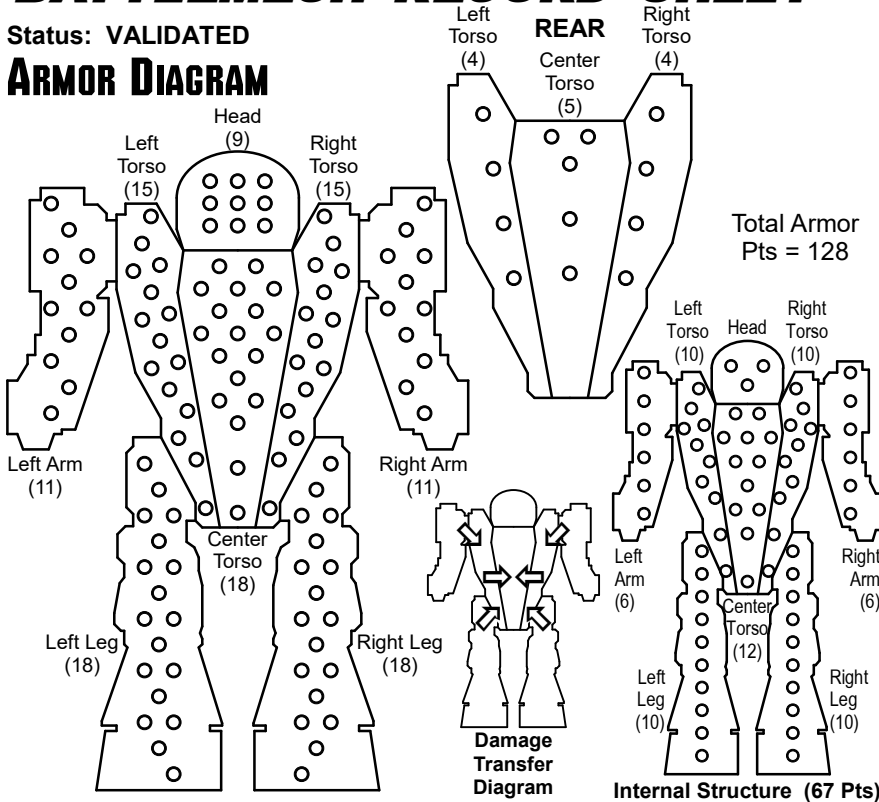 BATTLEMECH RECORD SHEET
Status: VALIDATED
ARMOR DIAGRAM
Head
(9)
Left
Torso
(15)
Right
Torso
(15)
Left Arm
(11)
Right Arm
(11)
Center
Torso
(18)
Left Leg
(18)
Right Leg
(18)
REAR
Left
Torso
(4)
Center
Torso
(5)
Right
Torso
(4)
Total Armor
Pts = 128
Damage
Transfer
Diagram
Left
Torso
(10)
Head
Right
Torso
(10)
Left
Arm
(6)
Right
Arm
(6)
Center
Torso
(12)
Left
Leg
(10)
Right
Leg
(10)
Internal Structure (67 Pts)